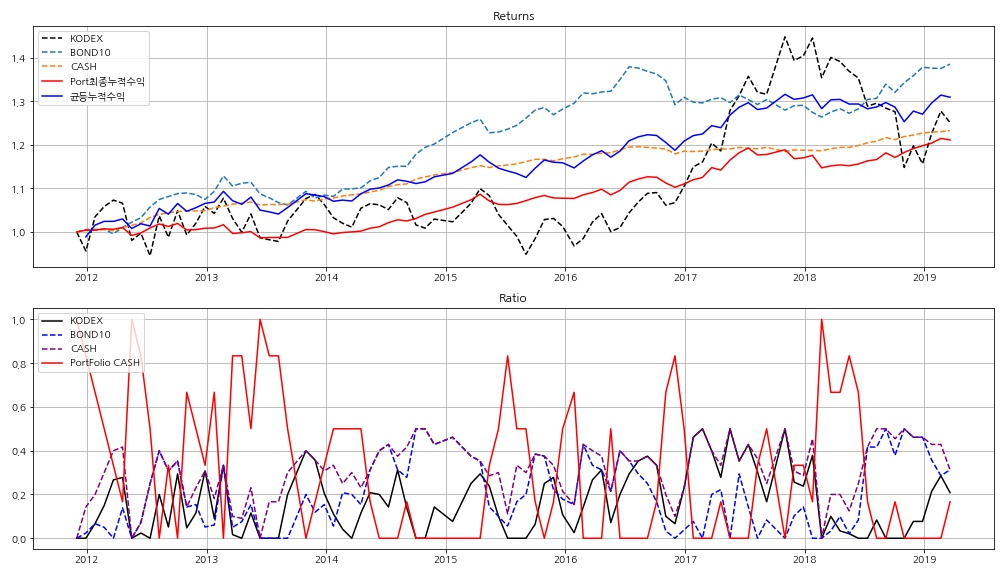 Returns
KODEX
BOND10
CASH
Port최종누적수익
균등누적수익
1.4
1.3
1.2
1.1
1.0
2012 2013 2014 2015 2016 2017 2018 2019
Ratio
KODEX
BOND10
CASH
PortFolio CASH
1.0
0.8
0.6
0.4
0.2
0.0
2012 2013 2014 2015 2016 2017 2018 2019